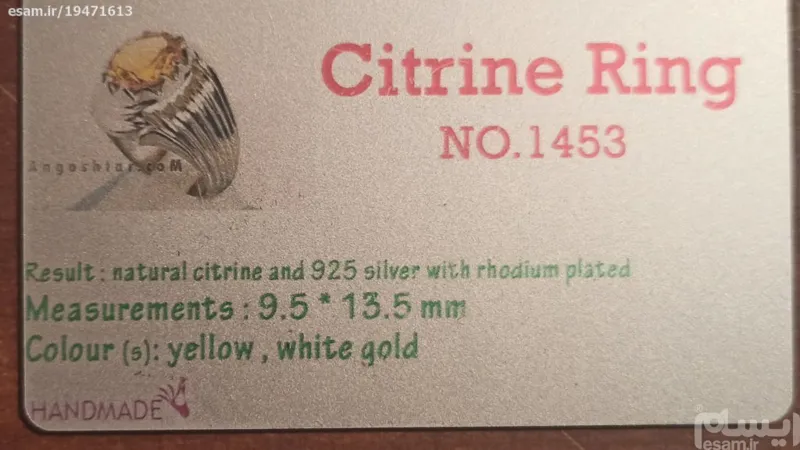 esam.ir/19471613
Citrine Ring
NO.1453
Angoshtar.coM
Result : natural citrine and 925 silver with rhodium plated
Measurements : 9.5 * 13.5 mm
Colour (s): yellow , white gold
HANDMADE
ایسام
esam.ir